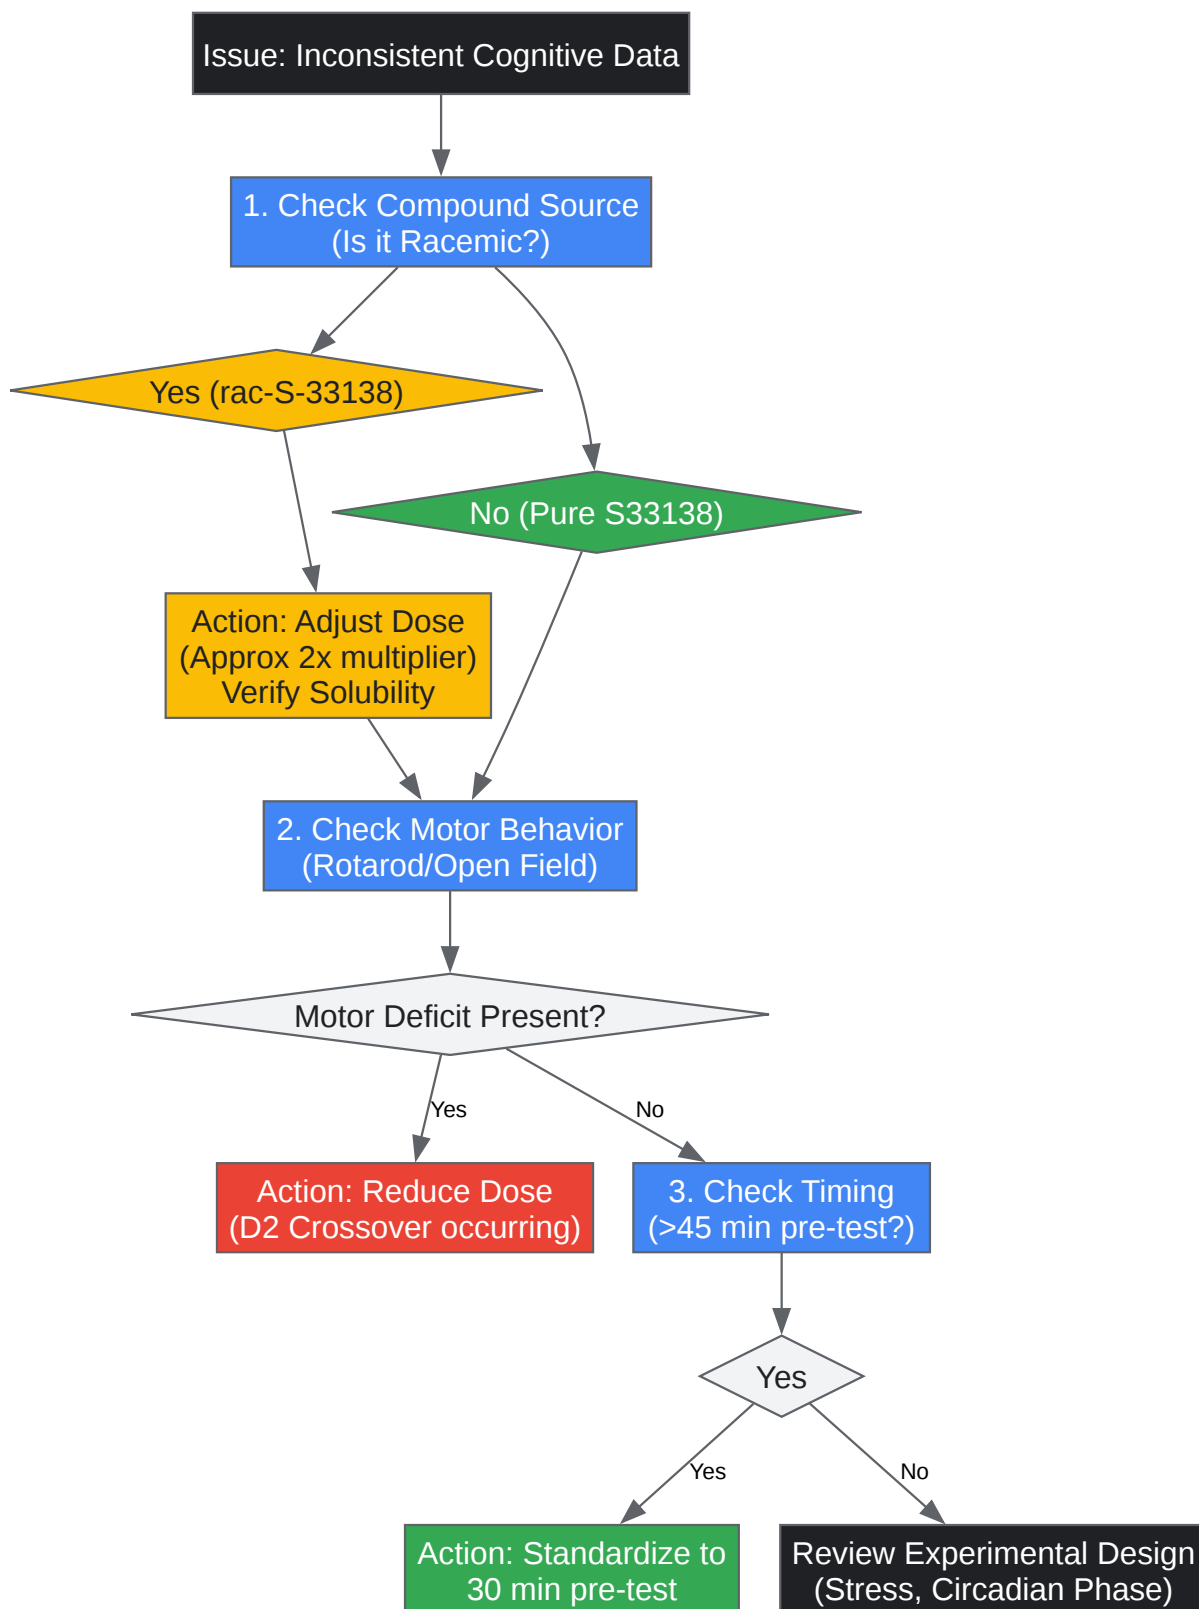 Issue: Inconsistent Cognitive Data
1. Check Compound Source
(Is it Racemic?)
Yes (rac-S-33138)
No (Pure S33138)
Action: Adjust Dose
(Approx 2x multiplier)
Verify Solubility
2. Check Motor Behavior
(Rotarod/Open Field)
Motor Deficit Present?
Yes
No
Action: Reduce Dose
(D2 Crossover occurring)
3. Check Timing
(>45 min pre-test?)
Yes
Yes
No
Action: Standardize to
30 min pre-test
Review Experimental Design
(Stress, Circadian Phase)